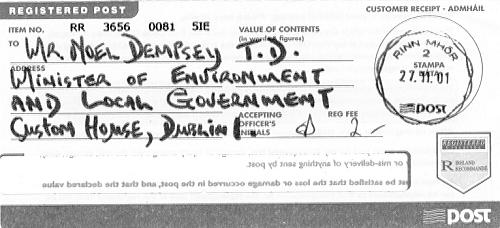 REGISTERED POST
CUSTOMER RECEIPT - ADMHÁIL
ITEM NO. RR 3656 0081 5IE
VALUE OF CONTENTS
(in words & figures)
TO MR. NOEL DEMPSEY T.D.
ADDRESS
MINISTER OF ENVIRONMENT
AND LOCAL GOVERNMENT
CUSTOM HOUSE, DUBLIN 1.
ACCEPTING
OFFICER'S
INITIALS
REG FEE
2-
RINN MHÓR
2
STAMPA
27.11.01
POST
REGISTERED
R IRELAND
RECOMMANDÉ
or mis-delivery of anything sent by post.
be satisfied that the loss or damage occurred in the post, and that the declared value
POST